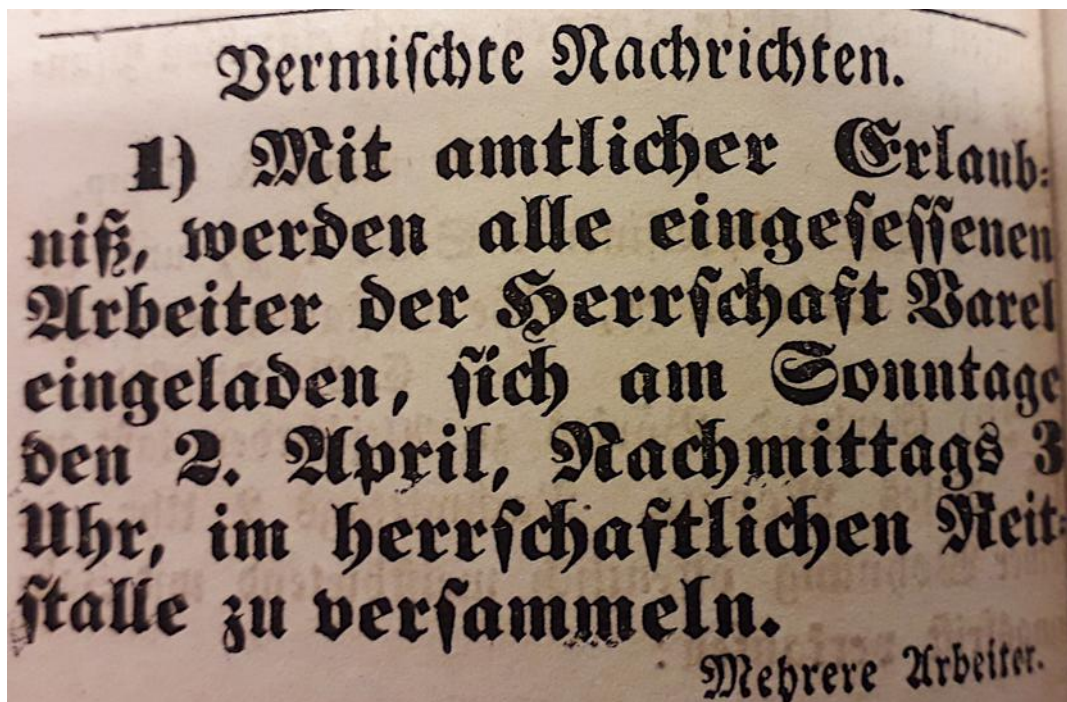 Vermischte Nachrichten.
1) Mit amtlicher Erlaub-
niß, werden alle eingesessenen
Arbeiter der Herrschaft Varel
eingeladen, sich am Sonntage
den 2. April, Nachmittags 3
Uhr, im herrschaftlichen Reit-
stalle zu versammeln.
Mehrere Arbeiter.